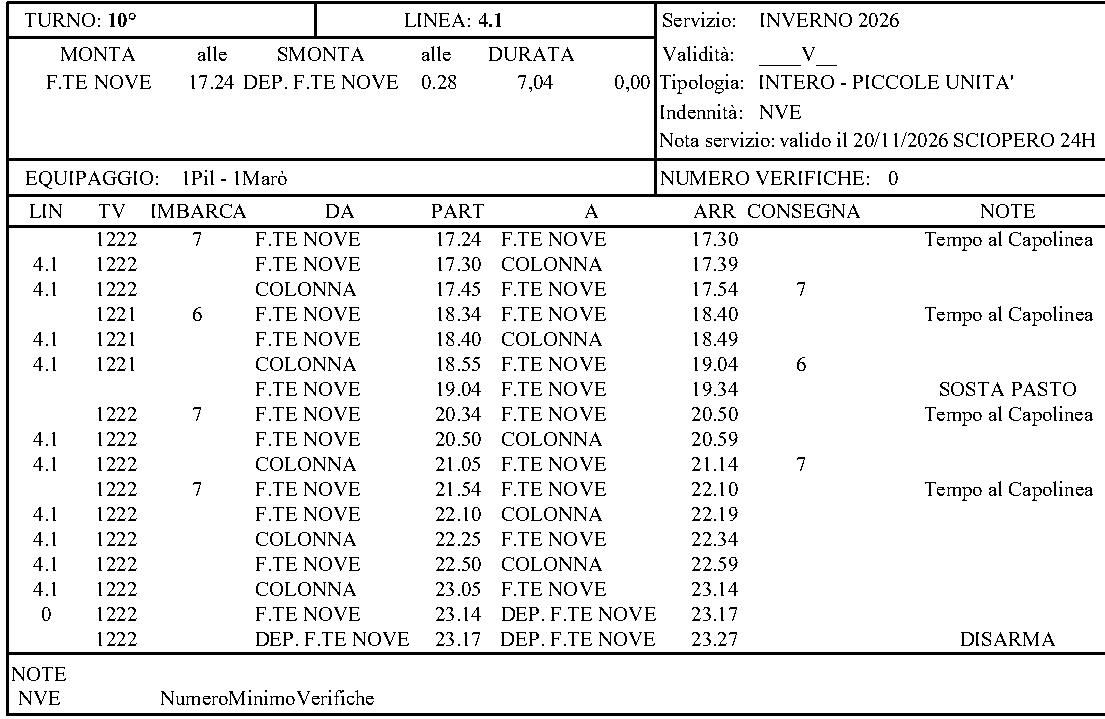 TURNO: 10° LINEA: 4.1 Servizio: INVERNO 2026
MONTA alle SMONTA alle DURATA Validità: ____V__
F.TE NOVE 17.24 DEP. F.TE NOVE 0.28 7,04 0,00 Tipologia: INTERO - PICCOLE UNITA'
Indennità: NVE
Nota servizio: valido il 20/11/2026 SCIOPERO 24H
EQUIPAGGIO: 1Pil - 1Marò NUMERO VERIFICHE: 0
LIN TV IMBARCA DA PART A ARR CONSEGNA NOTE
1222 7 F.TE NOVE 17.24 F.TE NOVE 17.30 Tempo al Capolinea
4.1 1222 F.TE NOVE 17.30 COLONNA 17.39
4.1 1222 COLONNA 17.45 F.TE NOVE 17.54 7
1221 6 F.TE NOVE 18.34 F.TE NOVE 18.40 Tempo al Capolinea
4.1 1221 F.TE NOVE 18.40 COLONNA 18.49
4.1 1221 COLONNA 18.55 F.TE NOVE 19.04 6
F.TE NOVE 19.04 F.TE NOVE 19.34 SOSTA PASTO
1222 7 F.TE NOVE 20.34 F.TE NOVE 20.50 Tempo al Capolinea
4.1 1222 F.TE NOVE 20.50 COLONNA 20.59
4.1 1222 COLONNA 21.05 F.TE NOVE 21.14 7
1222 7 F.TE NOVE 21.54 F.TE NOVE 22.10 Tempo al Capolinea
4.1 1222 F.TE NOVE 22.10 COLONNA 22.19
4.1 1222 COLONNA 22.25 F.TE NOVE 22.34
4.1 1222 F.TE NOVE 22.50 COLONNA 22.59
4.1 1222 COLONNA 23.05 F.TE NOVE 23.14
0 1222 F.TE NOVE 23.14 DEP. F.TE NOVE 23.17
1222 DEP. F.TE NOVE 23.17 DEP. F.TE NOVE 23.27 DISARMA
NOTE
NVE NumeroMinimoVerifiche